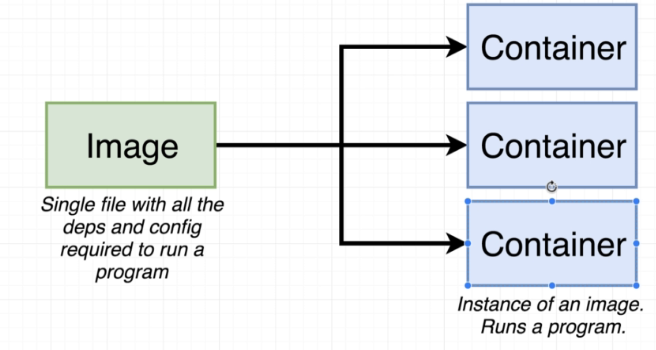 Container
Image
Container
Single file with all the
deps and config
required to run a
program
Container
Instance of an image.
Runs a program.